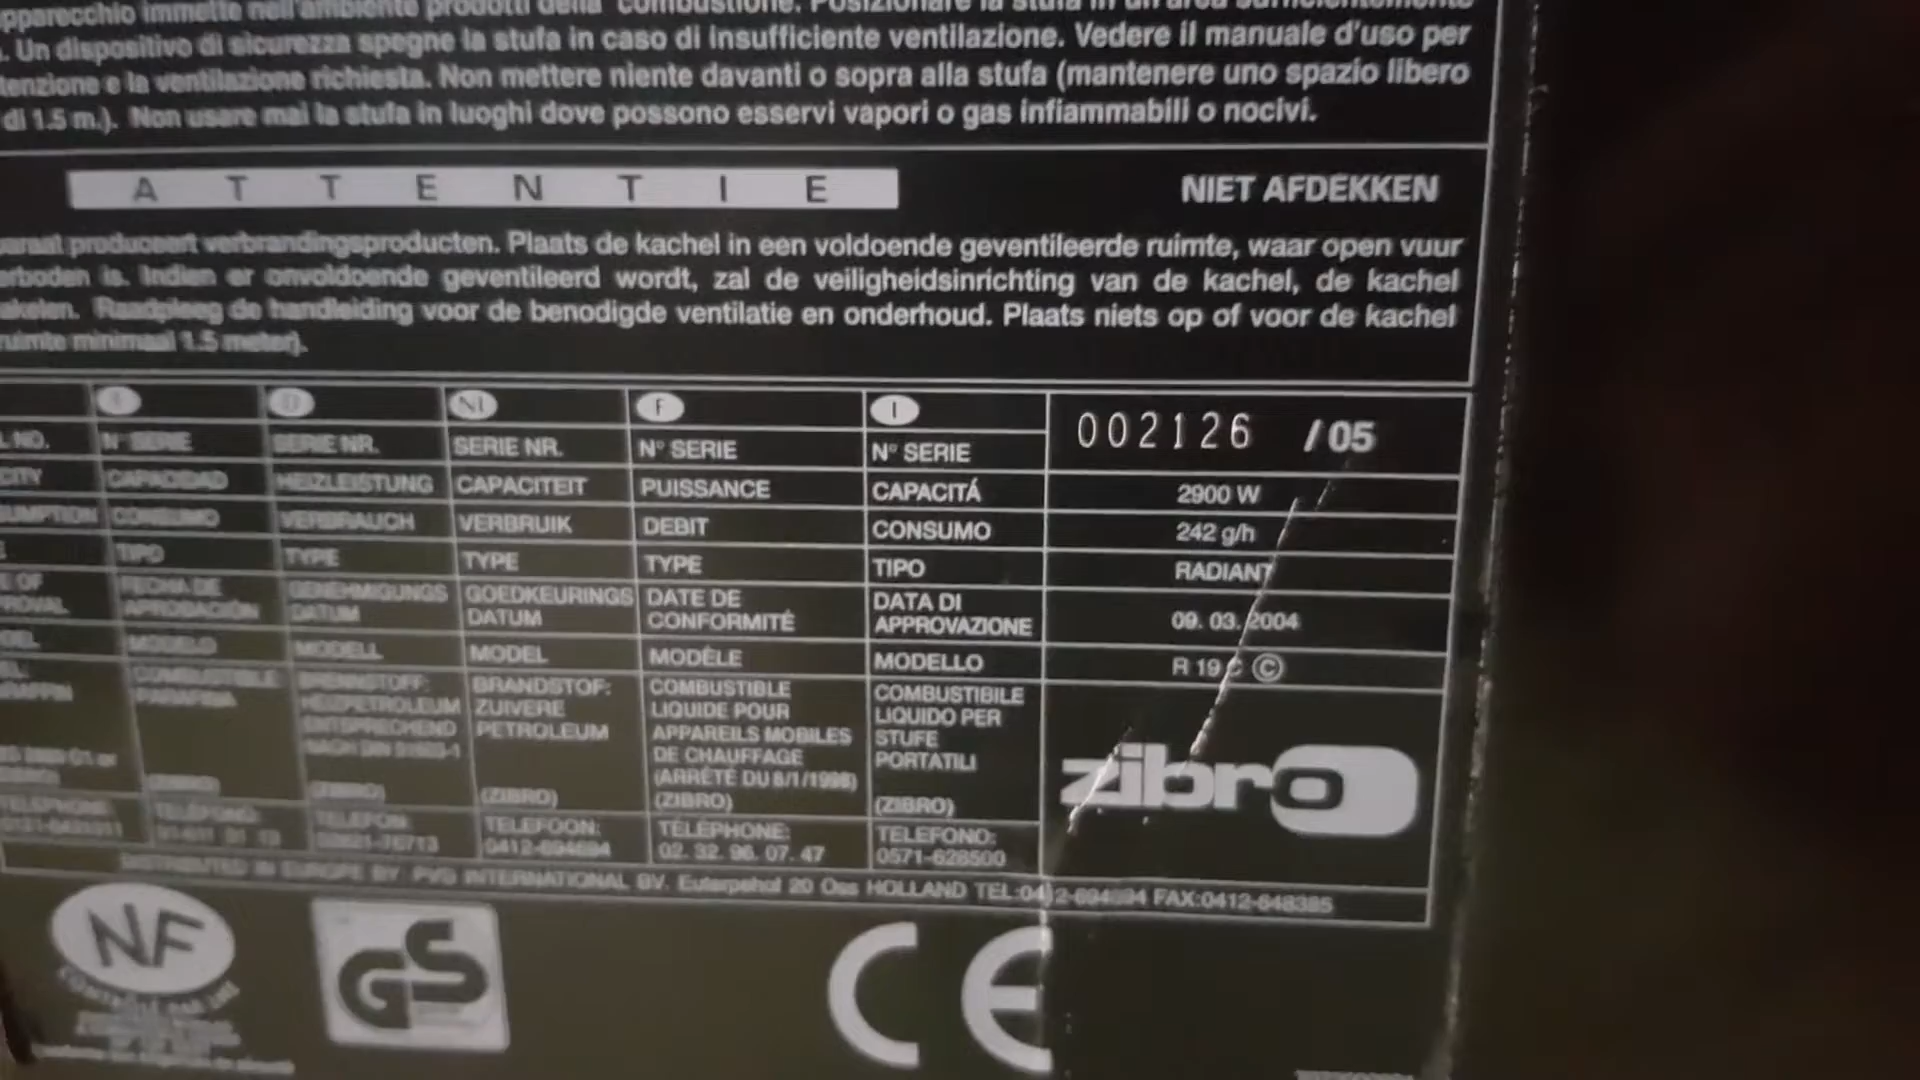 apparecchio immette nell'ambiente prodotti della combustione. Posizionare la stufa in un'area sufficientemente
. Un dispositivo di sicurezza spegne la stufa in caso di insufficiente ventilazione. Vedere il manuale d'uso per
tenzione e la ventilazione richiesta. Non mettere niente davanti o sopra alla stufa (mantenere uno spazio libero
di 1.5 m.). Non usare mai la stufa in luoghi dove possono esservi vapori o gas infiammabili o nocivi.
ATTENTIE NIET AFDEKKEN
produceert verbrandingsproducten. Plaats de kachel in een voldoende geventileerde ruimte, waar open vuur
erboden is. Indien er onvoldoende geventileerd wordt, zal de veiligheidsinrichting van de kachel, de kachel
akelen. Raadpleeg de handleiding voor de benodigde ventilatie en onderhoud. Plaats niets op of voor de kachel
ruimte minimaal 1.5 meter).
E D NL F I
L NO. N° SERIE SERIE NR. SERIE NR. N° SERIE N° SERIE 002126 /05
CITY CAPACIDAD HEIZLEISTUNG CAPACITEIT PUISSANCE CAPACITÁ 2900 W
SUMPTION CONSUMO VERBRAUCH VERBRUIK DEBIT CONSUMO 242 g/h
E TIPO TYPE TYPE TYPE TIPO RADIANT
E OF PROVAL FECHA DE APROBACIÓN GENEHMIGUNGS DATUM GOEDKEURINGS DATUM DATE DE CONFORMITÉ DATA DI APPROVAZIONE 09. 03. 2004
DEL MODELO MODELL MODEL MODÈLE MODELLO R 19 C ©
EL COMBUSTIBLE BRENNSTOFF: BRANDSTOF: COMBUSTIBLE COMBUSTIBILE
RAFFIN PARAFINA HEIZPETROLEUM ZUIVERE LIQUIDE POUR LIQUIDO PER
ENTSPRECHEND PETROLEUM APPAREILS MOBILES STUFE
NACH DIN 51603-1 DE CHAUFFAGE PORTATILI
(ARRÊTÉ DU 8/1/1998)
(ZIBRO) (ZIBRO) (ZIBRO) (ZIBRO) (ZIBRO)
zibro
TELEPHONE TELÉFONO: TELEFON: TELEFOON: TÉLÉPHONE: TELEFONO:
0412-694694 02. 32. 96. 07. 47 0571-628500
DISTRIBUTED IN EUROPE BY PVG INTERNATIONAL BV. Euterpehof 20 Oss HOLLAND TEL:0412-694694 FAX:0412-648385
NF GS CE